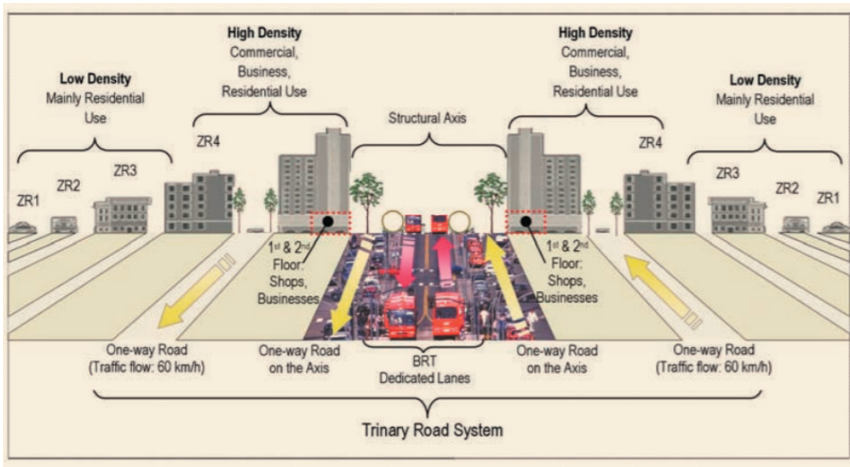 High Density
Commercial,
Business,
Residential Use
High Density
Commercial,
Business,
Residential Use
Low Density
Mainly Residential
Use
Low Density
Mainly Residential
Use
Structural Axis
ZR4
ZR4
ZR3
ZR3
ZR2
ZR2
ZR1
ZR1
1st & 2nd
Floor:
Shops,
Businesses
1st & 2nd
Floor:
Shops,
Businesses
One-way Road
(Traffic flow: 60 km/h)
One-way Road
on the Axis
BRT
Dedicated Lanes
One-way Road
on the Axis
One-way Road
(Traffic flow: 60 km/h)
Trinary Road System